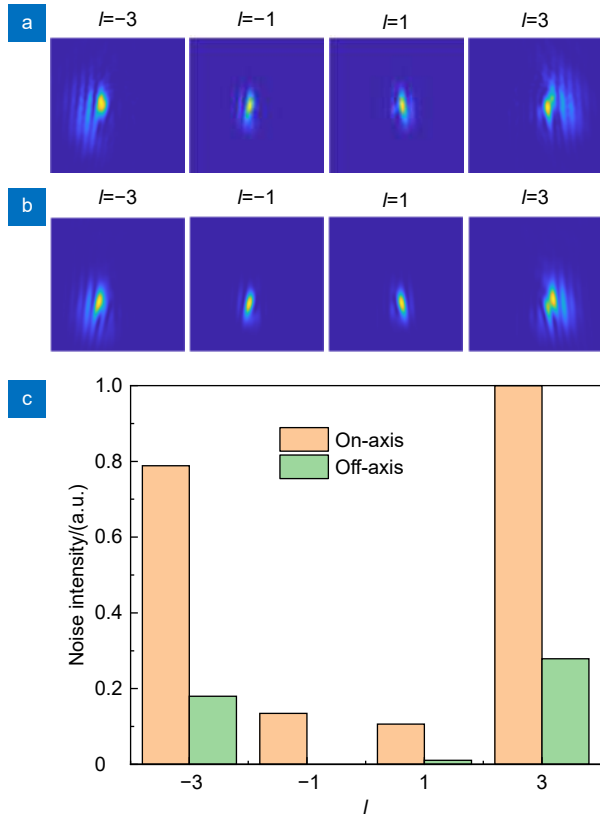 a
l=−3 l=−1 l=1 l=3
b
l=−3 l=−1 l=1 l=3
c
1.0
0.8
0.6
0.4
0.2
0
Noise intensity/(a.u.)
On-axis
Off-axis
−3 −1 1 3
l